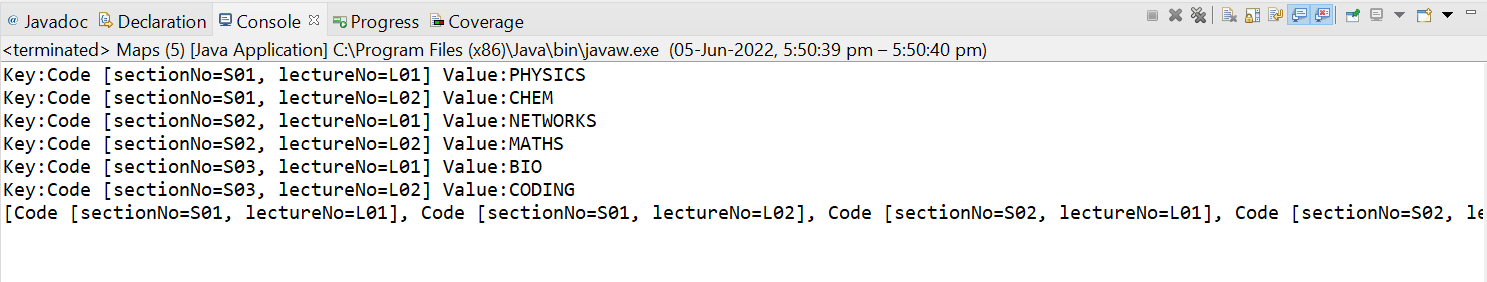 @ Javadoc Declaration Console Progress Coverage
<terminated> Maps (5) [Java Application] C:\Program Files (x86)\Java\bin\javaw.exe (05-Jun-2022, 5:50:39 pm – 5:50:40 pm)
Key:Code [sectionNo=S01, lectureNo=L01] Value:PHYSICS
Key:Code [sectionNo=S01, lectureNo=L02] Value:CHEM
Key:Code [sectionNo=S02, lectureNo=L01] Value:NETWORKS
Key:Code [sectionNo=S02, lectureNo=L02] Value:MATHS
Key:Code [sectionNo=S03, lectureNo=L01] Value:BIO
Key:Code [sectionNo=S03, lectureNo=L02] Value:CODING
[Code [sectionNo=S01, lectureNo=L01], Code [sectionNo=S01, lectureNo=L02], Code [sectionNo=S02, lectureNo=L01], Code [sectionNo=S02, le